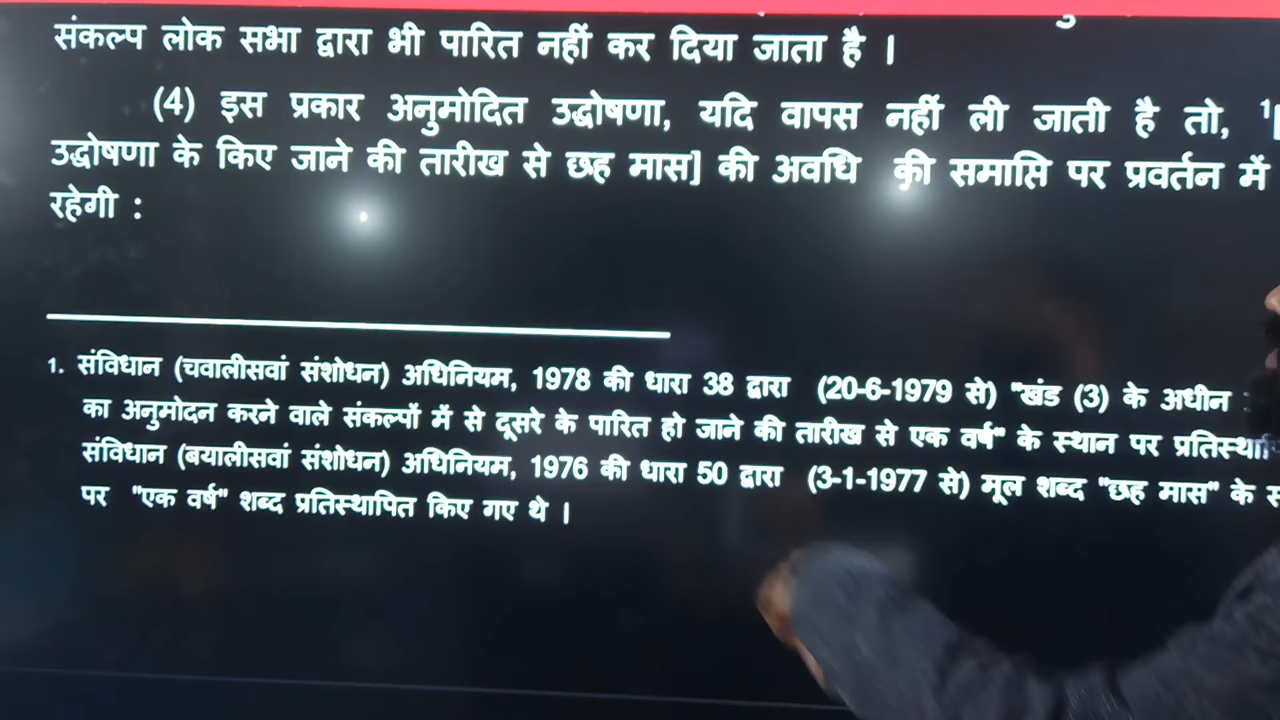 संकल्प लोक सभा द्वारा भी पारित नहीं कर दिया जाता है ।
(4) इस प्रकार अनुमोदित उद्घोषणा, यदि वापस नहीं ली जाती है तो, 1[
उद्घोषणा के किए जाने की तारीख से छह मास] की अवधि की समाप्ति पर प्रवर्तन में
रहेगी :
1. संविधान (चवालीसवां संशोधन) अधिनियम, 1978 की धारा 38 द्वारा (20-6-1979 से) "खंड (3) के अधीन
का अनुमोदन करने वाले संकल्पों में से दूसरे के पारित हो जाने की तारीख से एक वर्ष" के स्थान पर
संविधान (बयालीसवां संशोधन) अधिनियम, 1976 की धारा 50 द्वारा (3-1-1977 से) मूल शब्द "छह मास" के
पर "एक वर्ष" शब्द प्रतिस्थापित किए गए थे ।